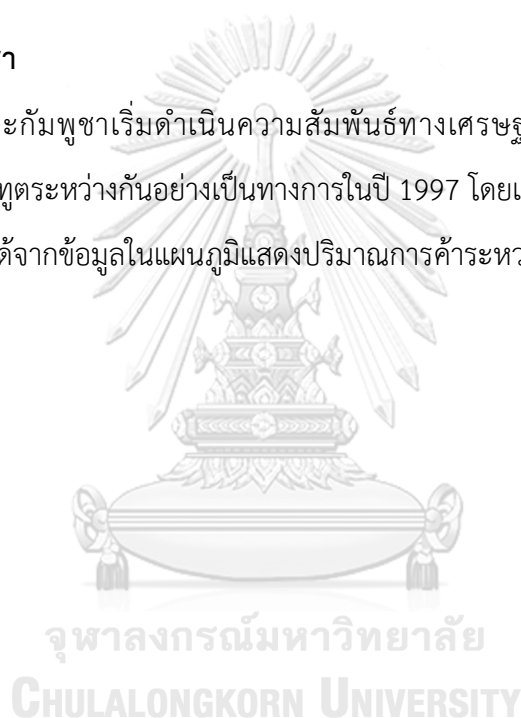 ะกัมพูชาเริ่มดำเนินความสัมพันธ์ทางเศรษฐ
ทูตระหว่างกันอย่างเป็นทางการในปี 1997 โดยเ
ด้จากข้อมูลในแผนภูมิแสดงปริมาณการค้าระหว
จุฬาลงกรณ์มหาวิทยาลัย
CHULALONGKORN UNIVERSITY